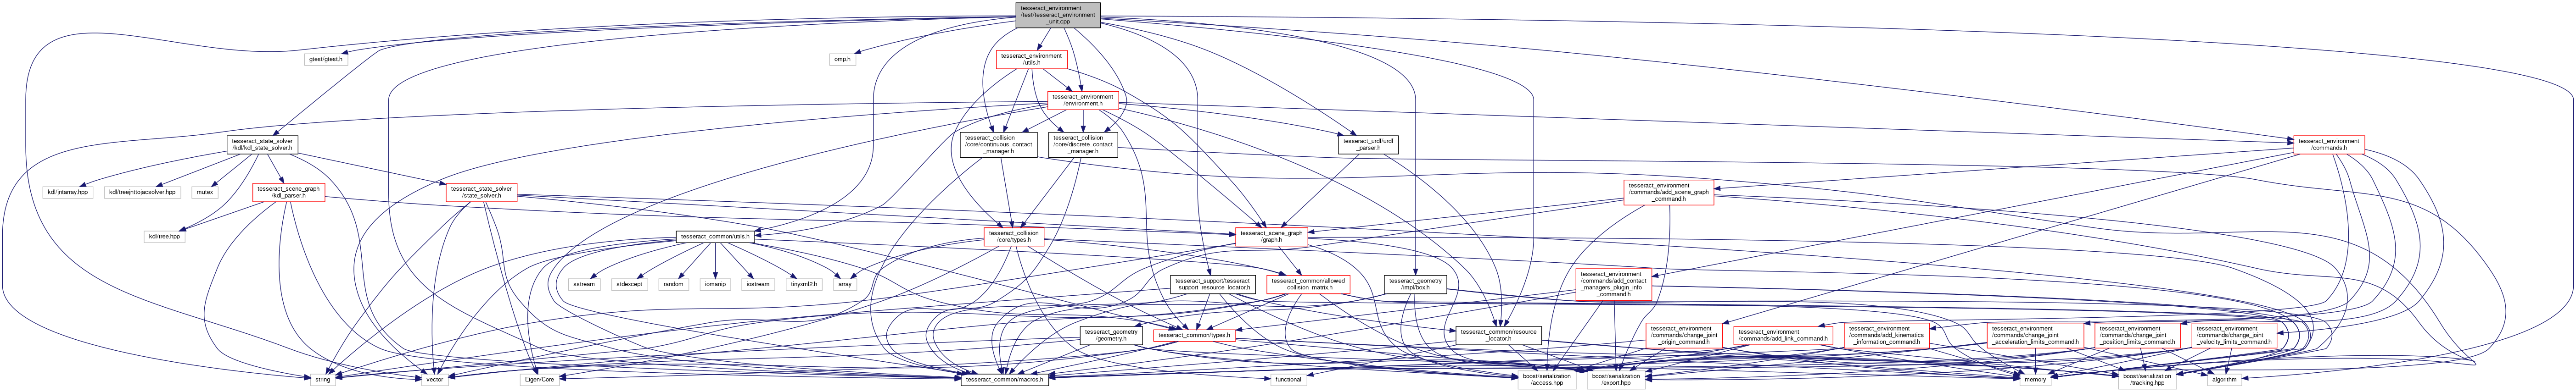 tesseract_environment
/test/tesseract_environment
_unit.cpp
gtest/gtest.h
omp.h
tesseract_environment
/utils.h
tesseract_environment
/environment.h
tesseract_state_solver
/kdl/kdl_state_solver.h
tesseract_collision
/core/continuous_contact
_manager.h
tesseract_collision
/core/discrete_contact
_manager.h
tesseract_urdf/urdf
_parser.h
tesseract_environment
/commands.h
kdl/jntarray.hpp
kdl/treejnttojacsolver.hpp
mutex
tesseract_scene_graph
/kdl_parser.h
tesseract_state_solver
/state_solver.h
tesseract_environment
/commands/add_scene_graph
_command.h
kdl/tree.hpp
tesseract_common/utils.h
tesseract_collision
/core/types.h
tesseract_scene_graph
/graph.h
sstream
stdexcept
random
iomanip
iostream
tinyxml2.h
array
tesseract_support/tesseract
_support_resource_locator.h
tesseract_common/allowed
_collision_matrix.h
tesseract_geometry
/impl/box.h
tesseract_environment
/commands/add_contact
_managers_plugin_info
_command.h
tesseract_geometry
/geometry.h
tesseract_common/types.h
tesseract_common/resource
_locator.h
tesseract_environment
/commands/change_joint
_origin_command.h
tesseract_environment
/commands/add_link_command.h
tesseract_environment
/commands/add_kinematics
_information_command.h
tesseract_environment
/commands/change_joint
_acceleration_limits_command.h
tesseract_environment
/commands/change_joint
_position_limits_command.h
tesseract_environment
/commands/change_joint
_velocity_limits_command.h
string
vector
Eigen/Core
tesseract_common/macros.h
functional
boost/serialization
/access.hpp
boost/serialization
/export.hpp
memory
boost/serialization
/tracking.hpp
algorithm